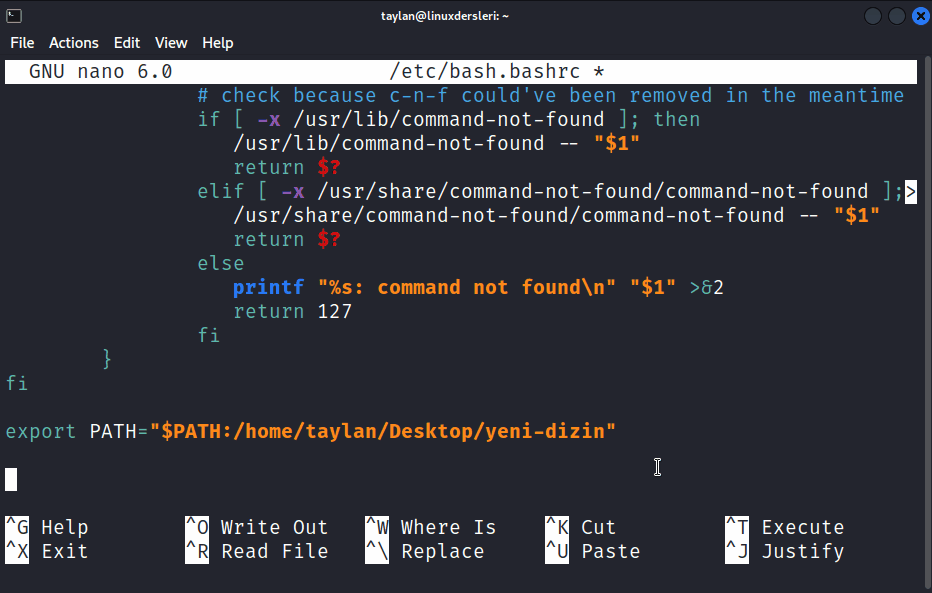 taylan@linuxdersleri: ~
File Actions Edit View Help
GNU nano 6.0 /etc/bash.bashrc *
# check because c-n-f could've been removed in the meantime
if [ -x /usr/lib/command-not-found ]; then
/usr/lib/command-not-found -- "$1"
return $?
elif [ -x /usr/share/command-not-found/command-not-found ];>
/usr/share/command-not-found/command-not-found -- "$1"
return $?
else
printf "%s: command not found\n" "$1" >&2
return 127
fi
}
fi
export PATH="$PATH:/home/taylan/Desktop/yeni-dizin"
^G Help ^O Write Out ^W Where Is ^K Cut ^T Execute
^X Exit ^R Read File ^\ Replace ^U Paste ^J Justify